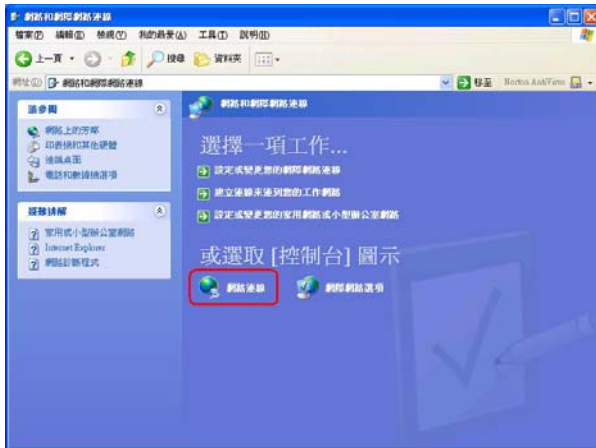 網路和網際網路連線
檔案(F) 編輯(E) 檢視(V) 我的最愛(A) 工具(T) 說明(H)
上一頁 搜尋 資料夾
網址(D) 網路和網際網路連線 移至 Norton AntiVirus
請參閱
網路上的芳鄰
印表機和其他硬體
遠端桌面
電話和數據機選項
疑難排解
家用或小型辦公室網路
Internet Explorer
網路診斷程式
網路和網際網路連線
選擇一項工作...
設定或變更您的網際網路連線
建立連線來連到您的工作網路
設定或變更您的家用網路或小型辦公室網路
或選取 [控制台] 圖示
網路連線 網際網路選項